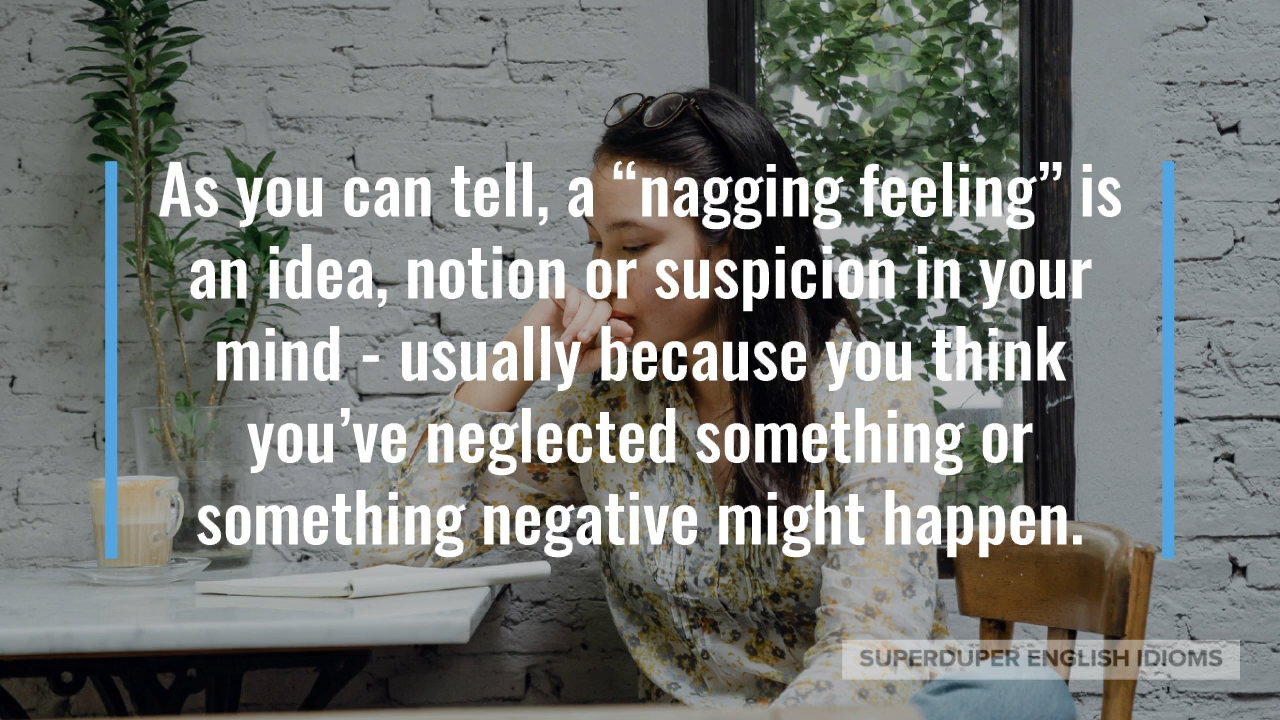 As you can tell, a “nagging feeling” is
an idea, notion or suspicion in your
mind - usually because you think
you’ve neglected something or
something negative might happen.
SUPERDUPER ENGLISH IDIOMS